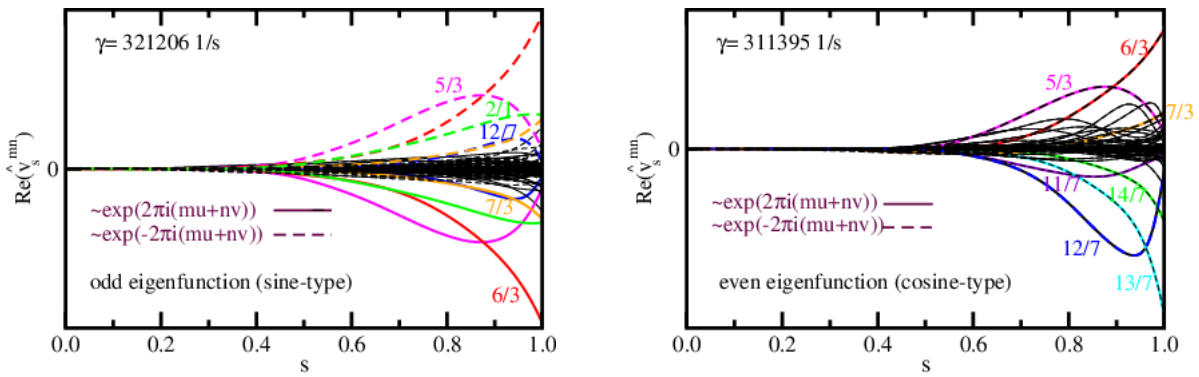 γ= 321206 1/s
5/3
2/1
12/7
0
Re(v̂ₛᵐⁿ)
7/3
~exp(2πi(mu+nv))
~exp(-2πi(mu+nv))
odd eigenfunction (sine-type)
6/3
0.0 0.2 0.4 0.6 0.8 1.0
s
γ= 311395 1/s
6/3
5/3
7/3
0
Re(v̂ₛᵐⁿ)
11/7
14/7
~exp(2πi(mu+nv))
~exp(-2πi(mu+nv))
12/7
even eigenfunction (cosine-type)
13/7
0.0 0.2 0.4 0.6 0.8 1.0
s